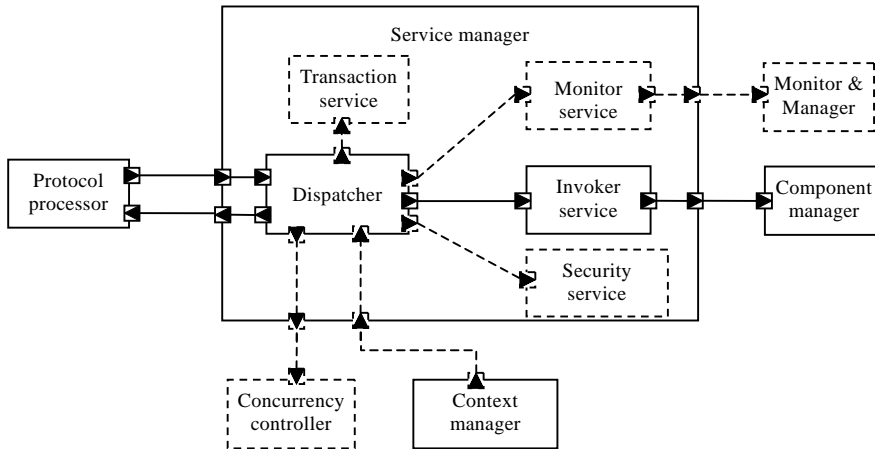 Service manager
Transaction
service
Monitor
service
Monitor &
Manager
Protocol
processor
Dispatcher
Invoker
service
Component
manager
Security
service
Concurrency
controller
Context
manager